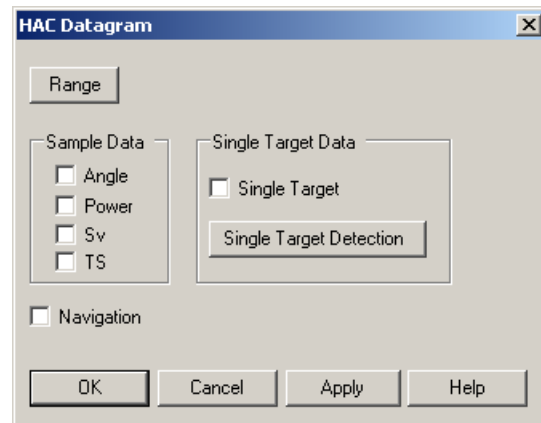 HAC Datagram
Range
Sample Data
Angle
Power
Sv
TS
Single Target Data
Single Target
Single Target Detection
Navigation
OK
Cancel
Apply
Help